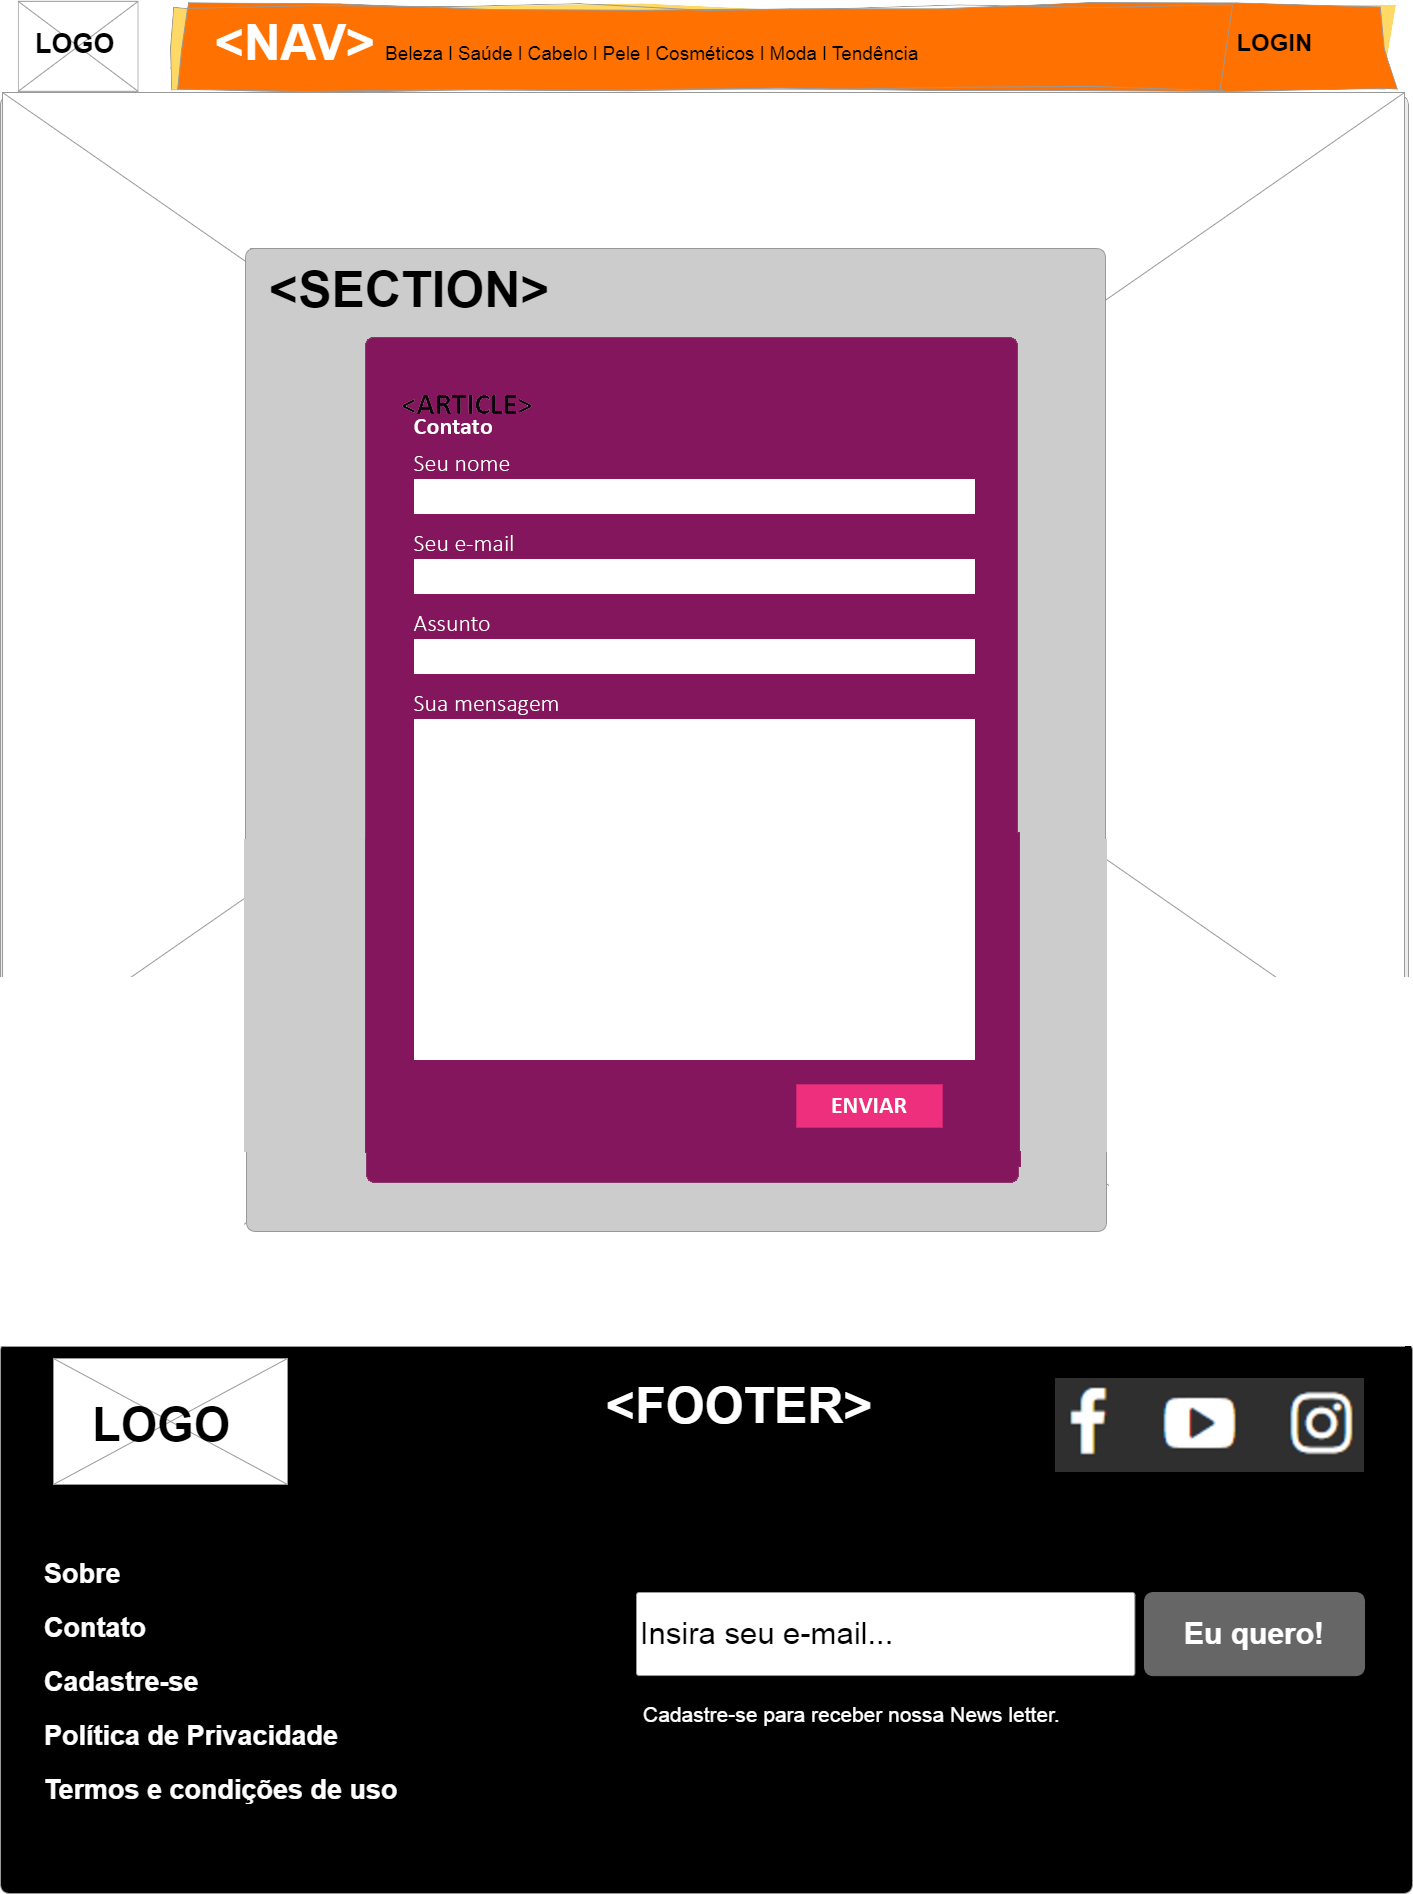 LOGO
<NAV>
Beleza l Saúde l Cabelo l Pele l Cosméticos l Moda l Tendência
LOGIN
<SECTION>
<ARTICLE>
Contato
Seu nome
Seu e-mail
Assunto
Sua mensagem
ENVIAR
LOGO
<FOOTER>
Sobre
Contato
Cadastre-se
Política de Privacidade
Termos e condições de uso
Insira seu e-mail...
Eu quero!
Cadastre-se para receber nossa News letter.